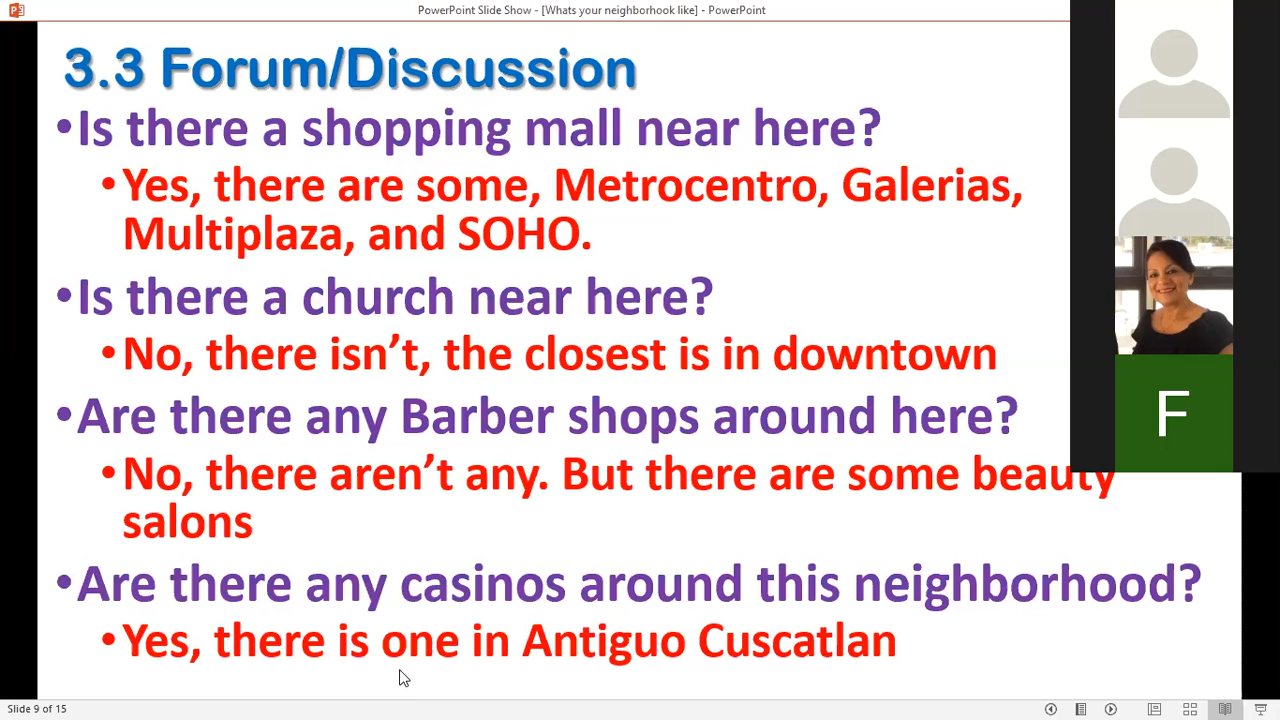 PowerPoint Slide Show - [Whats your neighborhook like] - PowerPoint
3.3 Forum/Discussion
•Is there a shopping mall near here?
•Yes, there are some, Metrocentro, Galerias,
Multiplaza, and SOHO.
•Is there a church near here?
•No, there isn’t, the closest is in downtown
•Are there any Barber shops around here?
•No, there aren’t any. But there are some beauty
salons
•Are there any casinos around this neighborhood?
•Yes, there is one in Antiguo Cuscatlan
F
Slide 9 of 15